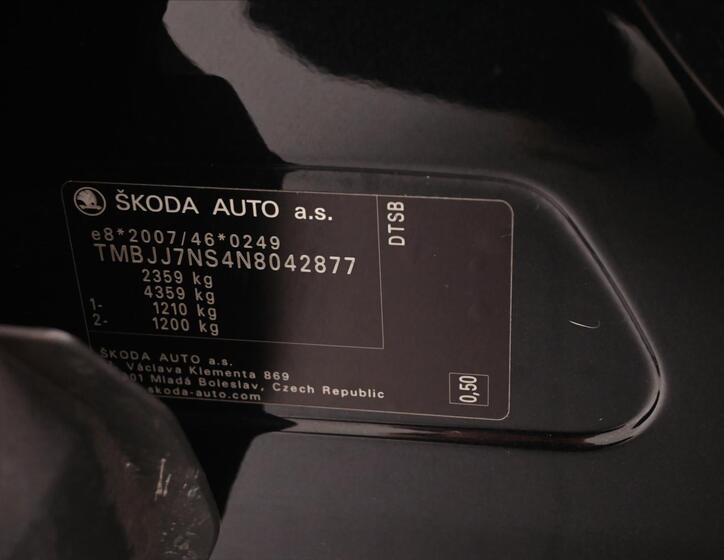 ŠKODA AUTO a.s.
DTSB
e8*2007/46*0249
TMBJJ7NS4N8042877
2359 kg
4359 kg
1- 1210 kg
2- 1200 kg
ŠKODA AUTO a.s.
Václava Klementa 869
01 Mladá Boleslav, Czech Republic
skoda-auto.com
0,50